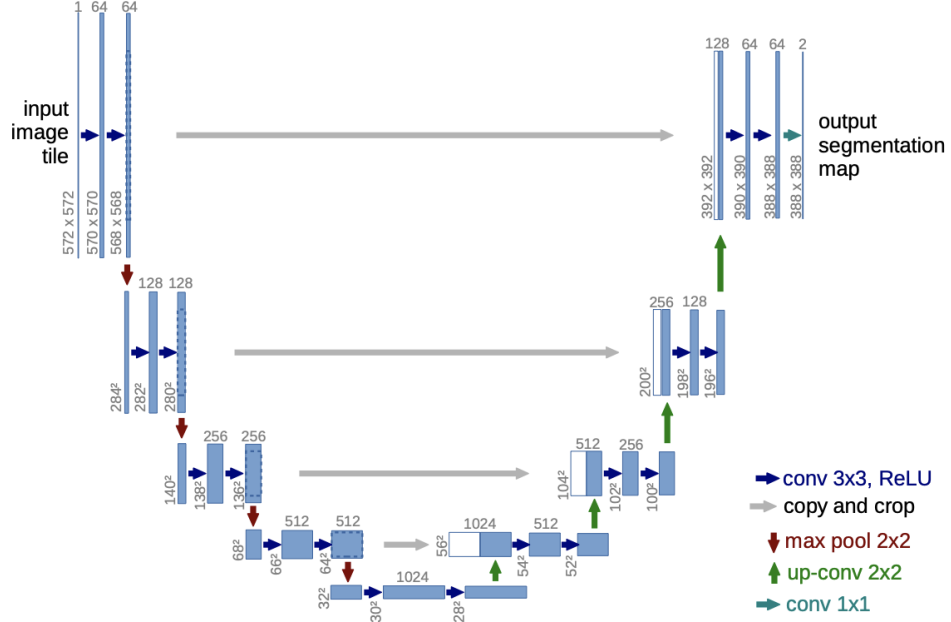 1 64 64
128 64 64 2
input
image
tile
output
segmentation
map
572 x 572
570 x 570
568 x 568
392 x 392
390 x 390
388 x 388
388 x 388
128 128
256 128
284²
282²
280²
200²
198²
196²
256 256
512 256
140²
138²
136²
104²
102²
100²
512 512
1024 512
68²
66²
64²
56²
54²
52²
1024
32²
30²
28²
conv 3x3, ReLU
copy and crop
max pool 2x2
up-conv 2x2
conv 1x1